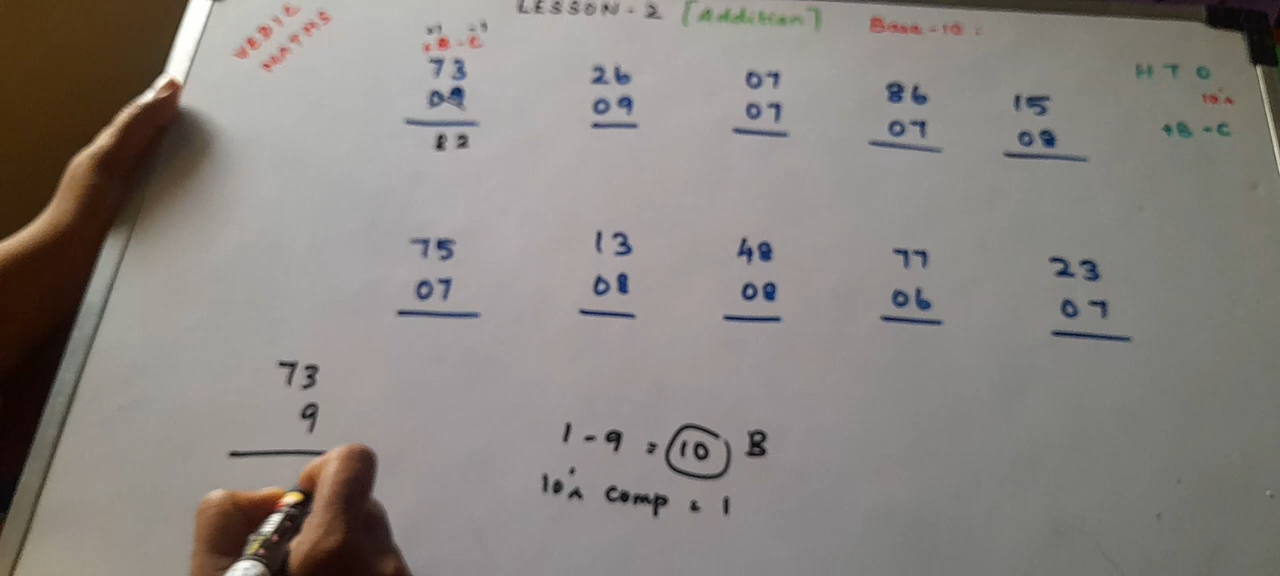 VEDIC
MATHS
LESSON-2 [Addition] Base-10:
+1 -1
+B -C
73
09
82
26
09
07
07
86
07
15
08
H T O
10's
+B -C
75
07
13
08
48
08
77
06
23
07
73
9
1-9 = 10 B
10's comp = 1